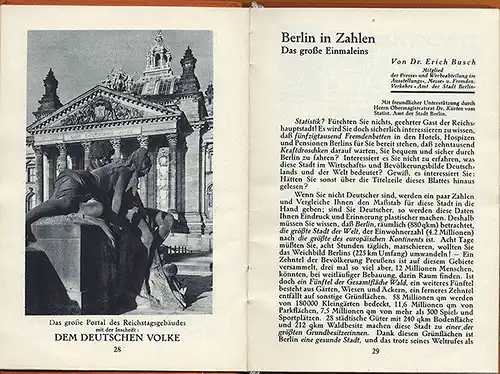 Das große Portal des Reichstagsgebäudes
mit der Inschrift:
DEM DEUTSCHEN VOLKE
28
Berlin in Zahlen
Das große Einmaleins
Von Dr. Erich Busch
Mitglied
der Presse- und Werbeabteilung im
Ausstellungs-, Messe- u. Fremden-
Verkehrs-Amt der Stadt Berlin
Mit freundlicher Unterstützung durch
Herrn Obermagistratsrat Dr. Kürten vom
Statist. Amt der Stadt Berlin.
Statistik? Fürchten Sie nichts, geehrter Gast der Reichs-
hauptstadt! Es wird Sie doch sicherlich interessieren zu wissen,
daß fünfzigtausend Fremdenbetten in den Hotels, Hospizen
und Pensionen Berlins für Sie bereit stehen, daß zehntausend
Kraftdroschken darauf warten, Sie bequem und sicher durch
Berlin zu fahren? Interessiert es Sie nicht zu erfahren, was
diese Stadt im Wirtschafts- und Bevölkerungsbilde Deutsch-
lands und der Welt bedeutet? Gewiß, es interessiert Sie:
Hätten Sie sonst über die Titelzeile dieses Blattes hinaus
gelesen?
Wenn Sie nicht Deutscher sind, werden ein paar Zahlen
und Vergleiche Ihnen den Maßstab für diese Stadt in die
Hand geben; sind Sie Deutscher, so werden diese Daten
Ihnen Eindruck und Erinnerung plastischer machen. Deshalb
müssen Sie wissen, daß Berlin, räumlich (880qkm) betrachtet,
die größte Stadt der Welt, der Einwohnerzahl (4.2 Millionen)
nach die größte des europäischen Kontinents ist. Acht Tage
müßten Sie, acht Stunden täglich, marschieren, wollten Sie
das Weichbild Berlins (225 km Umfang) umwandeln! — Ein
Zehntel der Bevölkerung Preußens ist auf diesem Gebiete
versammelt, drei mal so viel aber, 12 Millionen Menschen,
könnten, bei weitläufiger Bebauung, darin Raum finden. Ist
doch ein Fünftel der Gesamtfläche Wald, ein weiteres Fünftel
besteht aus Gärten, Wiesen und Ackern, ein ferneres Zehntel
entfällt auf sonstige Grünflächen. 58 Millionen qm werden
von 180000 Kleingärten bedeckt, 11,6 Millionen qm von
Parkflächen, 7,5 Millionen qm von mehr als 300 Spiel- und
Sportplätzen. 28 städtische Güter mit 240 qkm Bodenfläche
und 212 qkm Waldbesitz machen diese Stadt zu einer der
größten Grundbesitzerinnen. Dank diesen Grünflächen ist
Berlin eine gesunde Stadt, und das trotz seines Weltrufes als
29